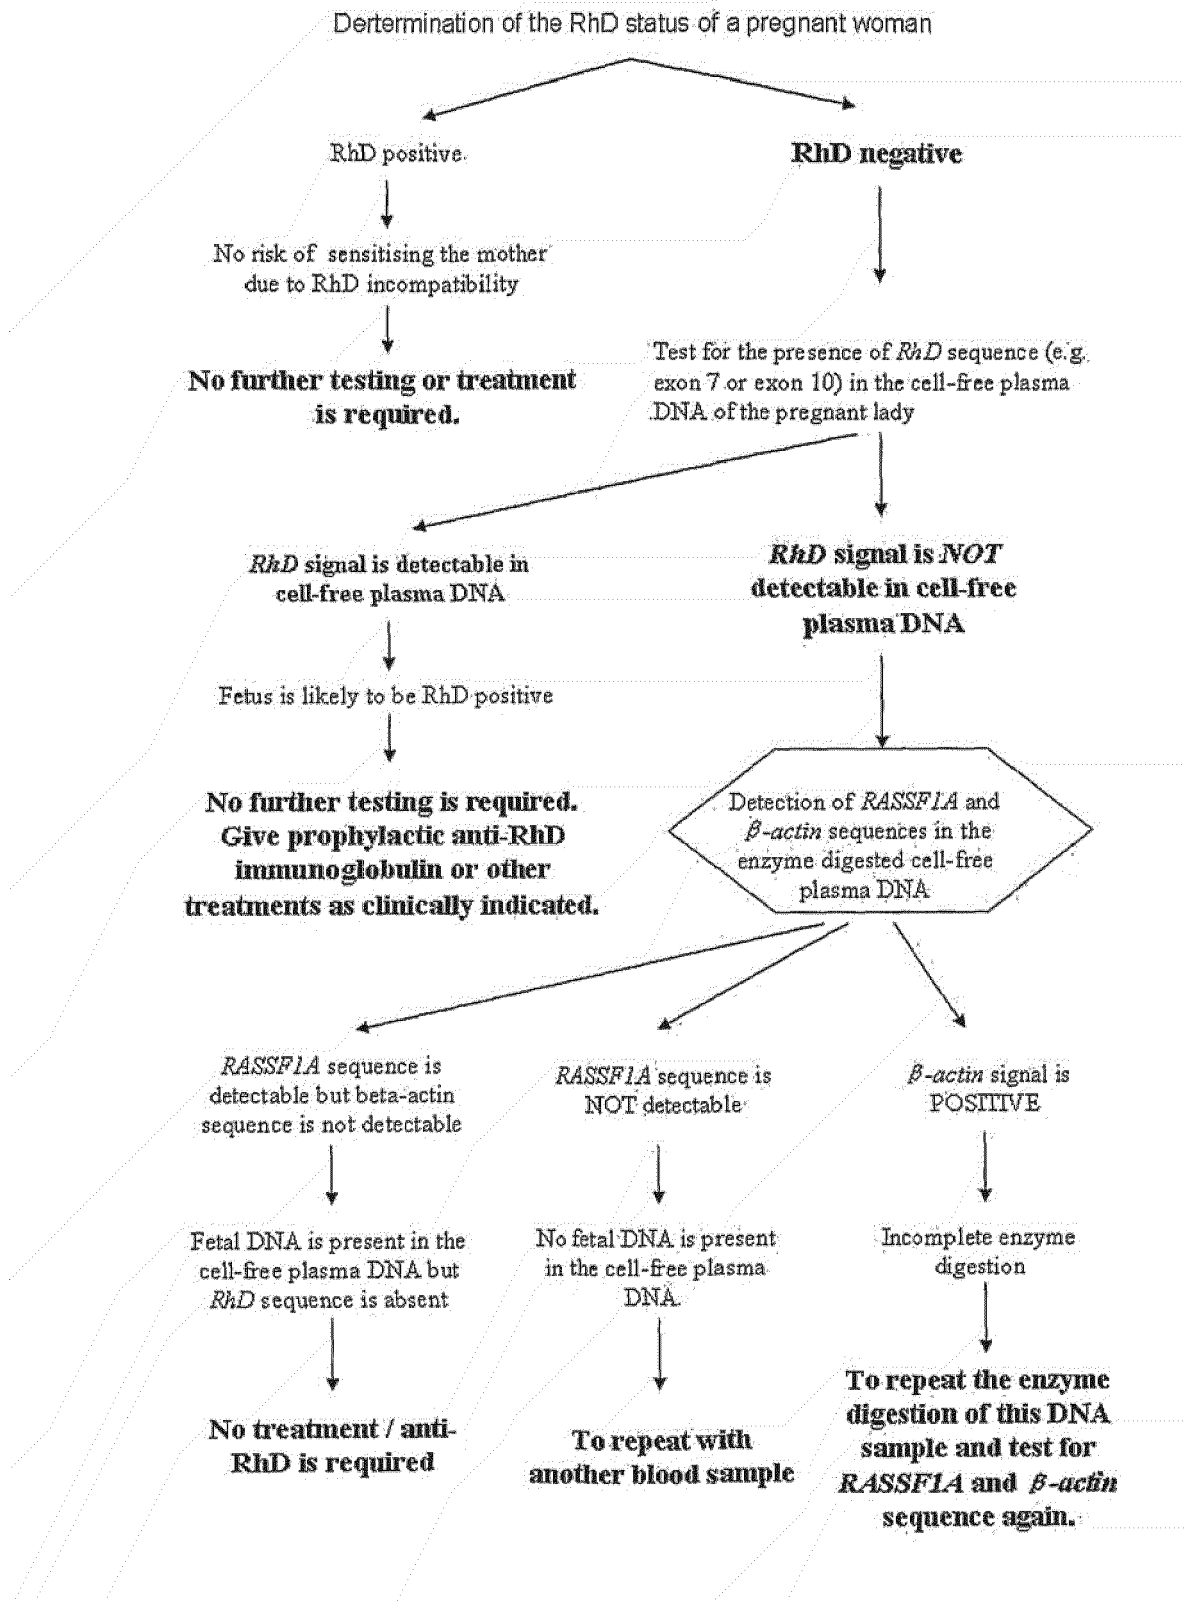 Dertermination of the RhD status of a pregnant woman
RhD positive.
RhD negative
No risk of sensitising the mother
due to RhD incompatibility
No further testing or treatment
is required.
Test for the presence of RhD sequence (e.g.
exon 7 or exon 10) in the cell-free plasma
DNA of the pregnant lady
RhD signal is detectable in
cell-free plasma DNA
RhD signal is NOT
detectable in cell-free
plasma DNA
Fetus is likely to be RhD positive
No further testing is required.
Give prophylactic anti-RhD
immunoglobulin or other
treatments as clinically indicated.
Detection of RASSF1A and
β-actin sequences in the
enzyme digested cell-free
plasma DNA
RASSF1A sequence is
detectable but beta-actin
sequence is not detectable
RASSF1A sequence is
NOT detectable
β-actin signal is
POSITIVE
Fetal DNA is present in the
cell-free plasma DNA but
RhD sequence is absent
No fetal DNA is present
in the cell-free plasma
DNA
Incomplete enzyme
digestion
No treatment / anti-
RhD is required
To repeat with
another blood sample
To repeat the enzyme
digestion of this DNA
sample and test for
RASSF1A and β-actin
sequence again.